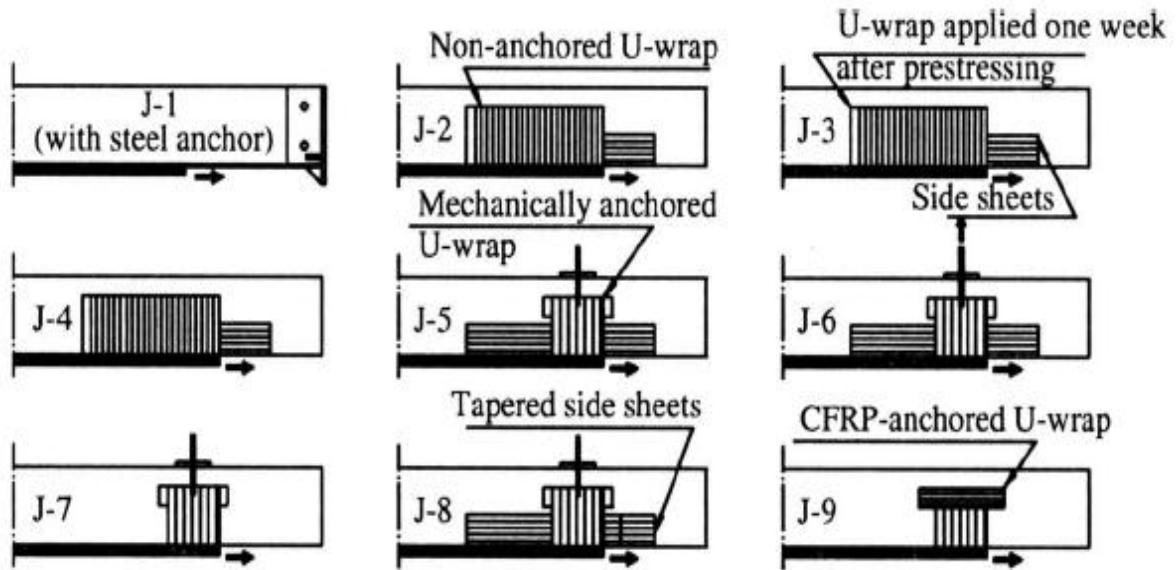 J-1
(with steel anchor)
Non-anchored U-wrap
J-2
U-wrap applied one week
after prestressing
J-3
Side sheets
J-4
Mechanically anchored
U-wrap
J-5
J-6
J-7
Tapered side sheets
J-8
CFRP-anchored U-wrap
J-9